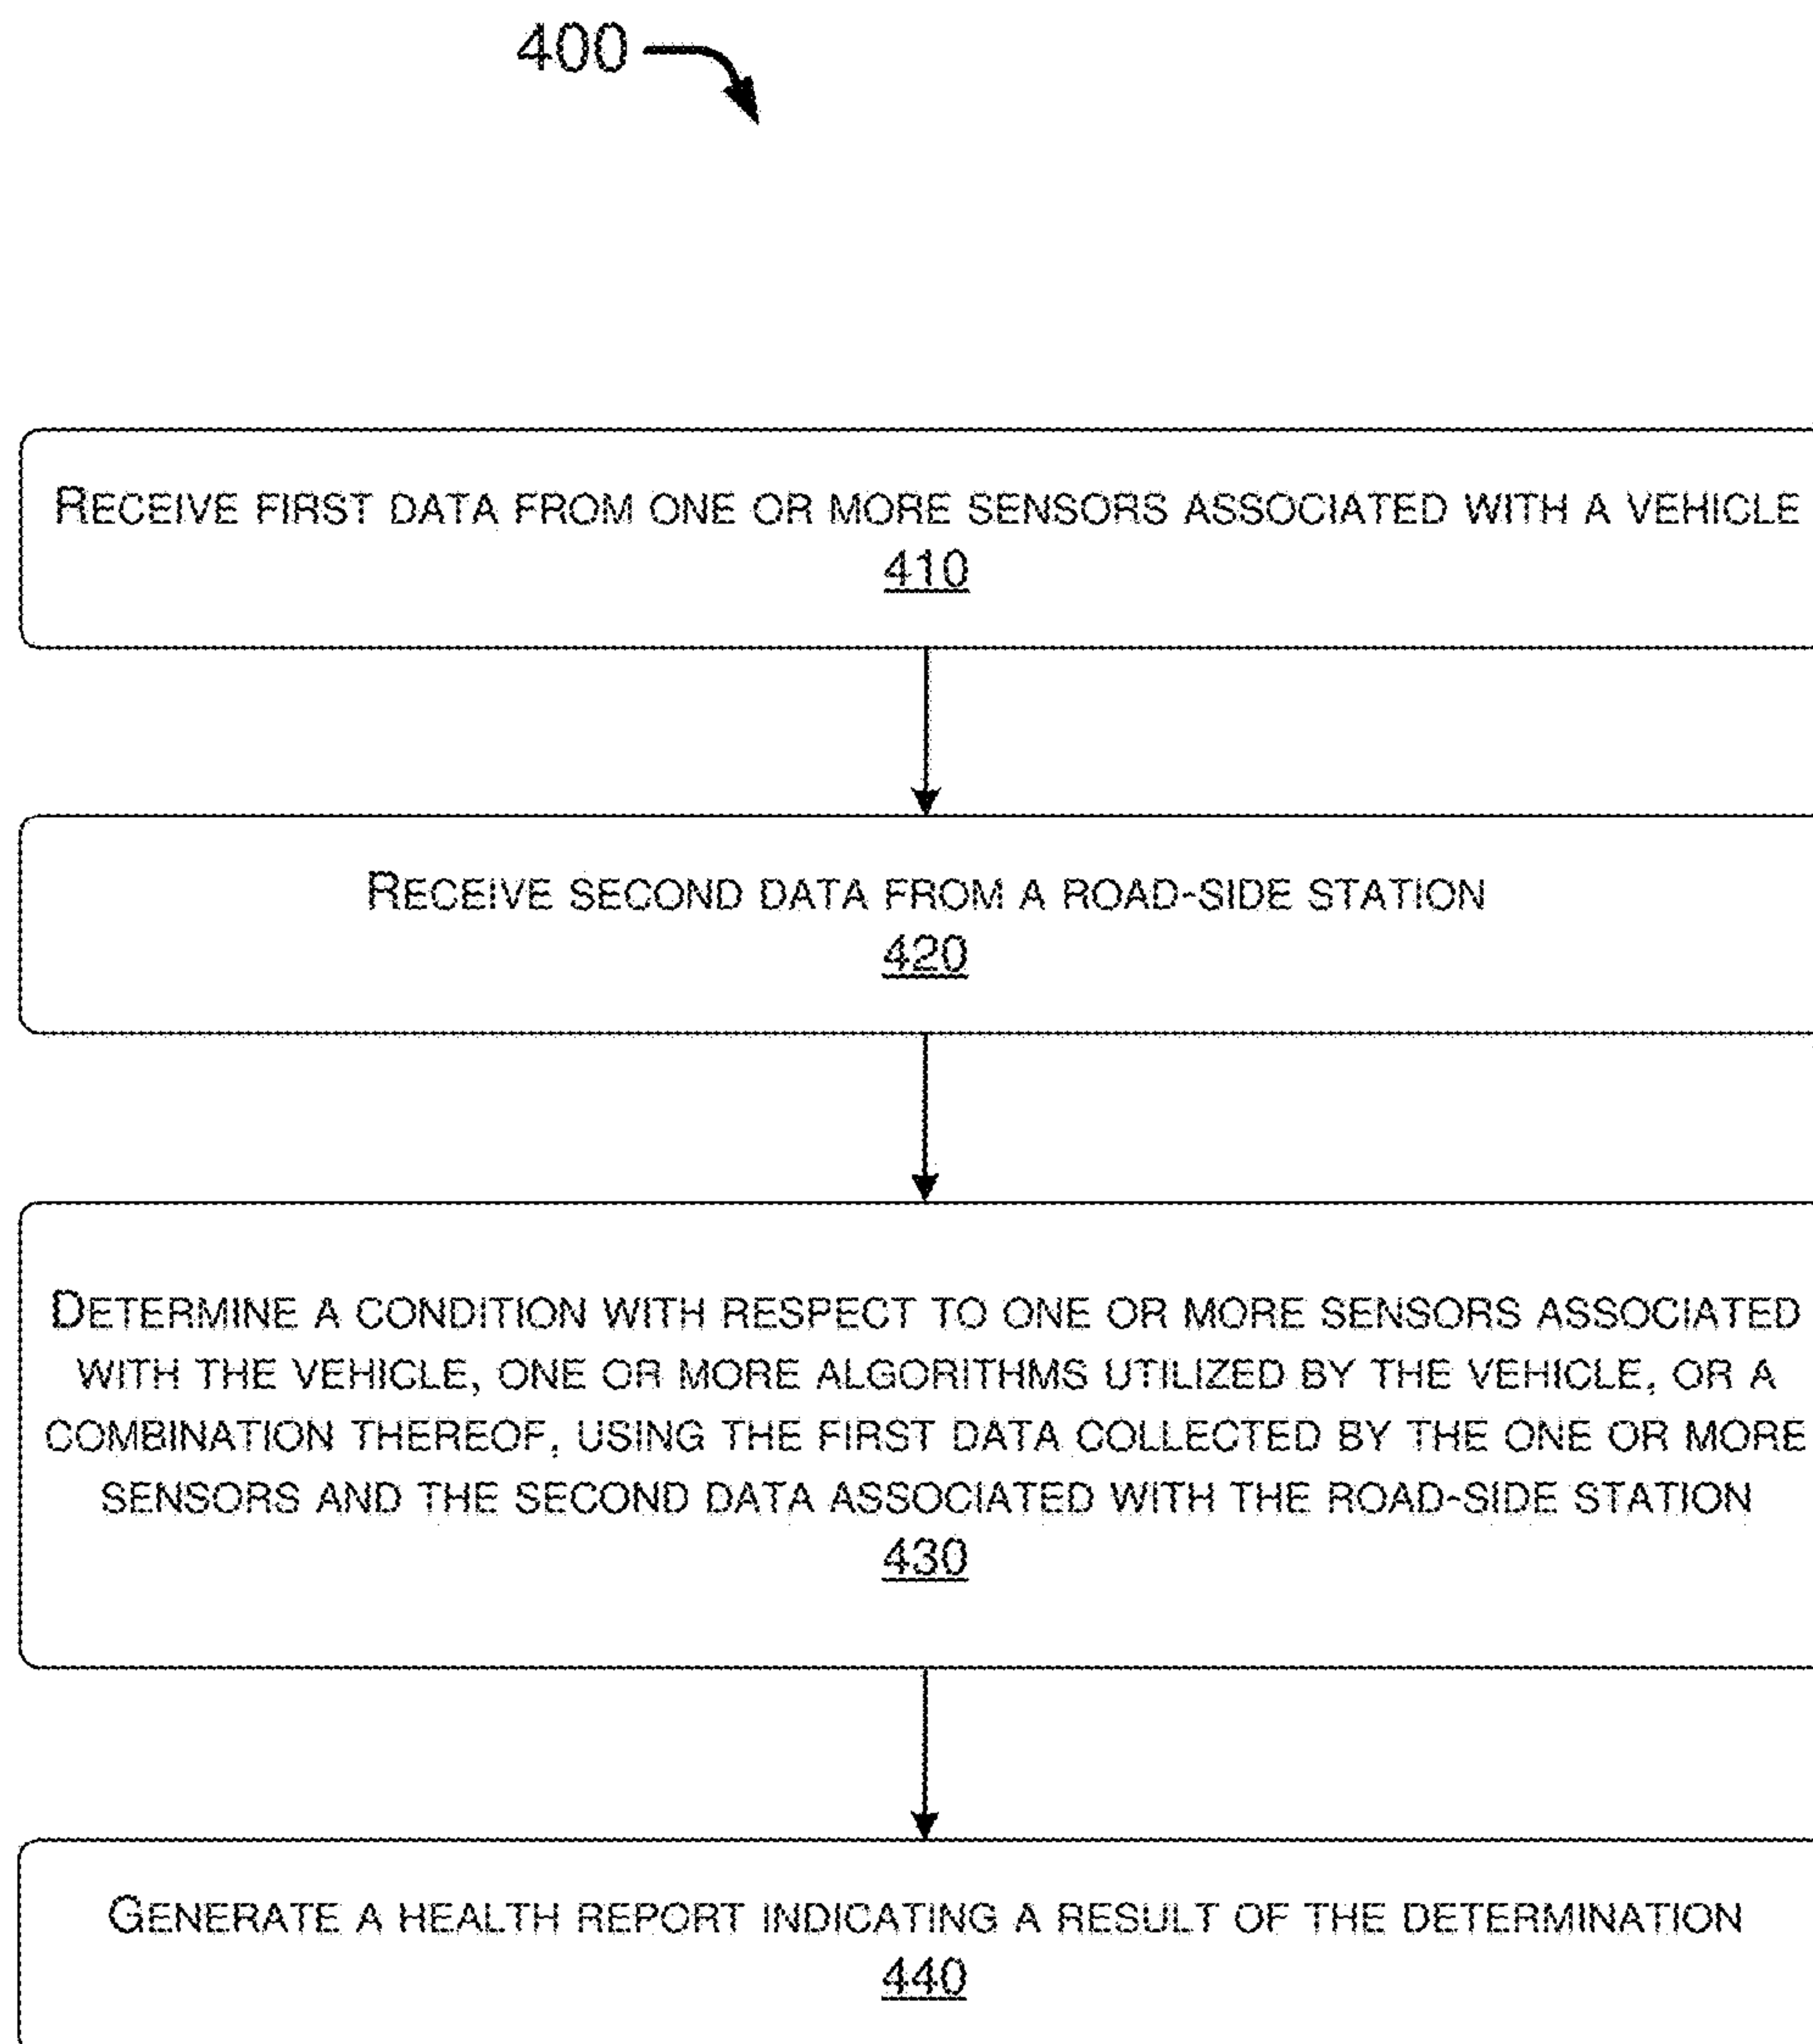 400
RECEIVE FIRST DATA FROM ONE OR MORE SENSORS ASSOCIATED WITH A VEHICLE
410
RECEIVE SECOND DATA FROM A ROAD-SIDE STATION
420
DETERMINE A CONDITION WITH RESPECT TO ONE OR MORE SENSORS ASSOCIATED
WITH THE VEHICLE, ONE OR MORE ALGORITHMS UTILIZED BY THE VEHICLE, OR A
COMBINATION THEREOF, USING THE FIRST DATA COLLECTED BY THE ONE OR MORE
SENSORS AND THE SECOND DATA ASSOCIATED WITH THE ROAD-SIDE STATION
430
GENERATE A HEALTH REPORT INDICATING A RESULT OF THE DETERMINATION
440